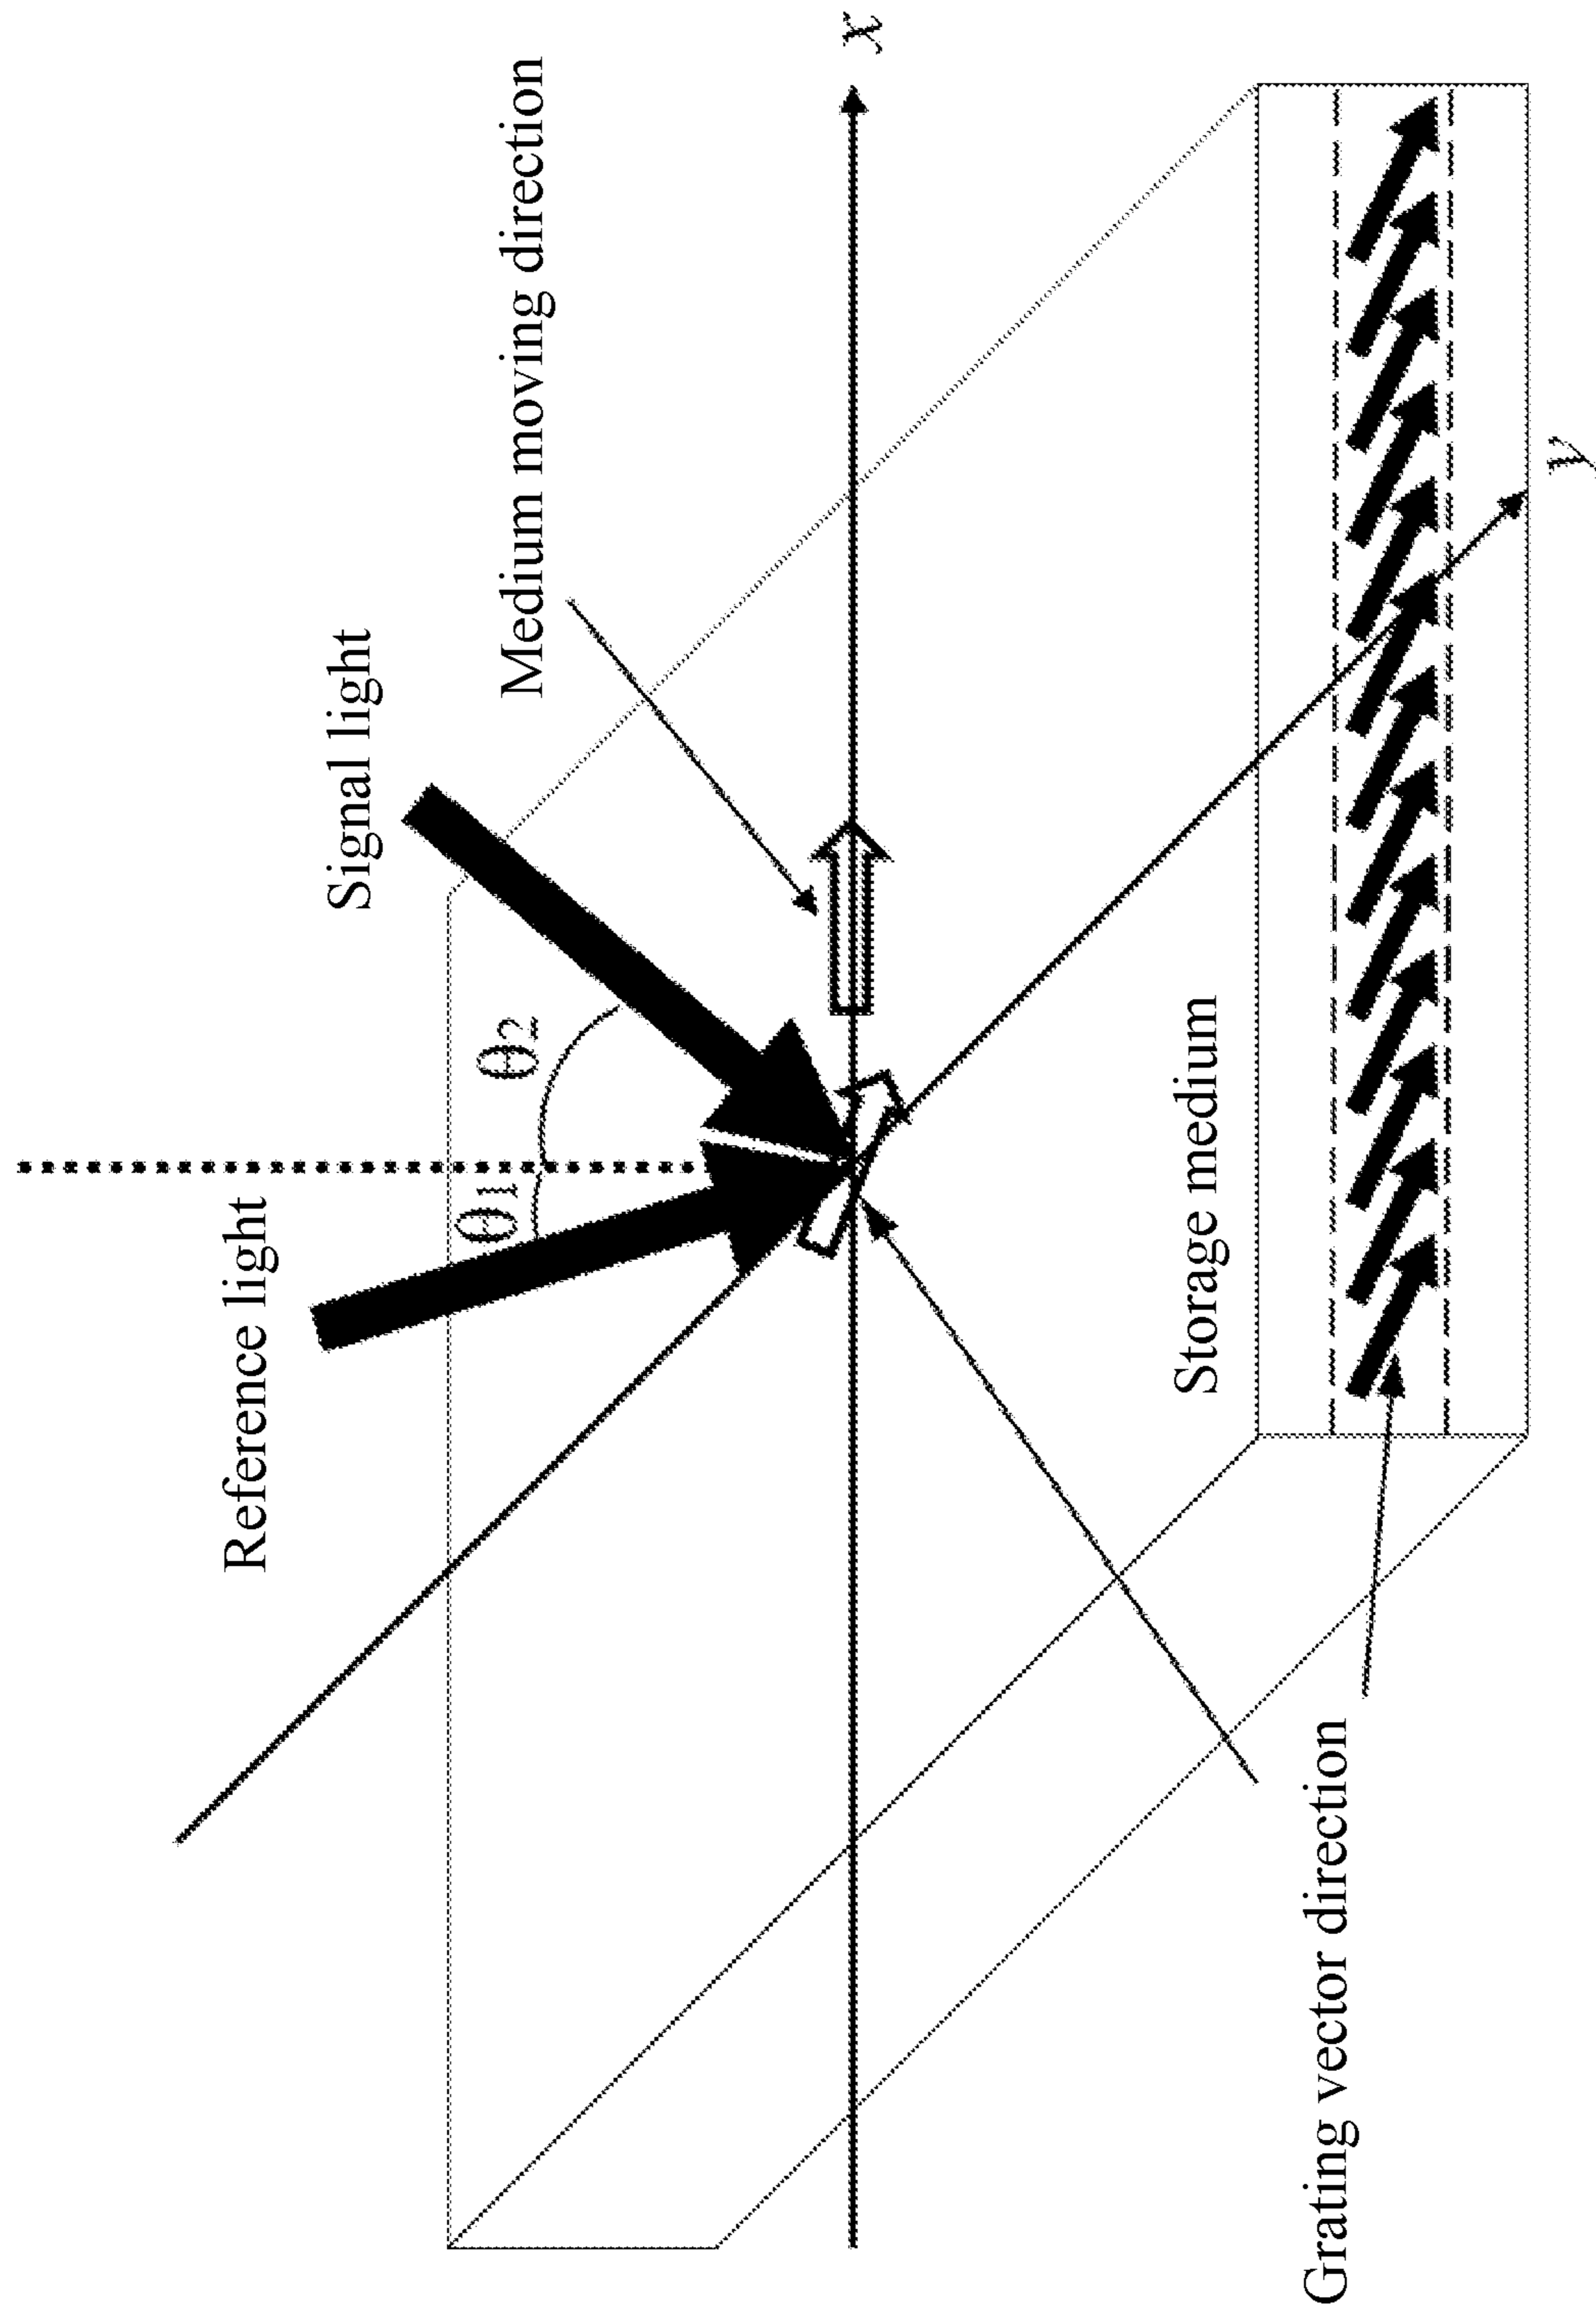 Reference light
Signal light
θ1
θ2
Medium moving direction
x
Storage medium
Grating vector direction
y